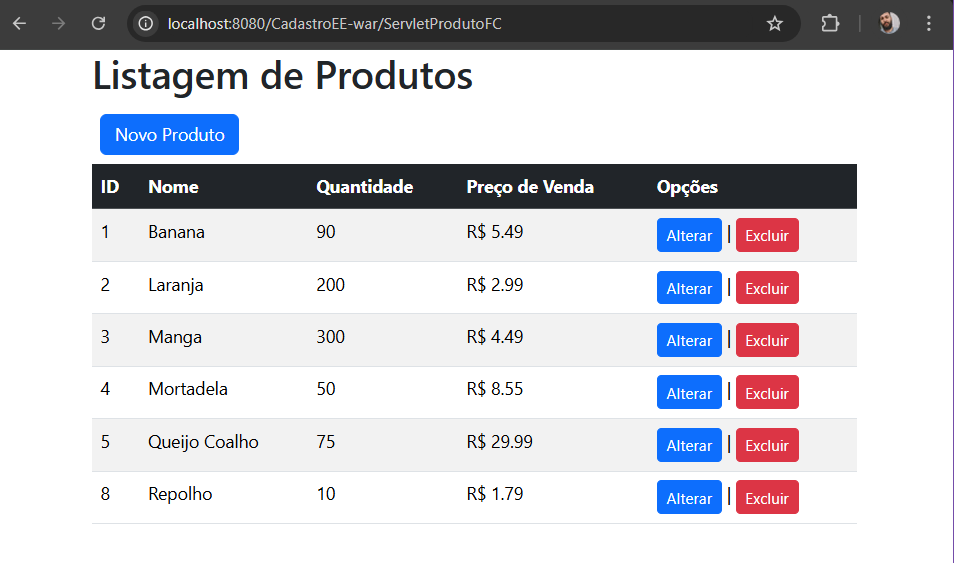 localhost:8080/CadastroEE-war/ServletProdutoFC
Listagem de Produtos
Novo Produto
ID Nome Quantidade Preço de Venda Opções
1 Banana 90 R$ 5.49 Alterar | Excluir
2 Laranja 200 R$ 2.99 Alterar | Excluir
3 Manga 300 R$ 4.49 Alterar | Excluir
4 Mortadela 50 R$ 8.55 Alterar | Excluir
5 Queijo Coalho 75 R$ 29.99 Alterar | Excluir
8 Repolho 10 R$ 1.79 Alterar | Excluir